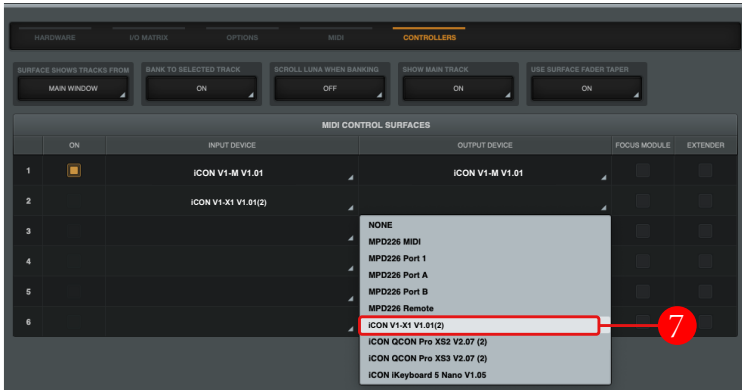 HARDWARE I/O MATRIX OPTIONS MIDI CONTROLLERS
SURFACE SHOWS TRACKS FROM BANK TO SELECTED TRACK SCROLL LUNA WHEN BANKING SHOW MAIN TRACK USE SURFACE FADER TAPER
MAIN WINDOW ON OFF ON ON
MIDI CONTROL SURFACES
ON INPUT DEVICE OUTPUT DEVICE FOCUS MODULE EXTENDER
1 iCON V1-M V1.01 iCON V1-M V1.01
2 iCON V1-X1 V1.01(2)
3
4
5
6
NONE
MPD226 MIDI
MPD226 Port 1
MPD226 Port A
MPD226 Port B
MPD226 Remote
iCON V1-X1 V1.01(2)
iCON QCON Pro XS2 V2.07 (2)
iCON QCON Pro XS3 V2.07 (2)
iCON iKeyboard 5 Nano V1.05
7